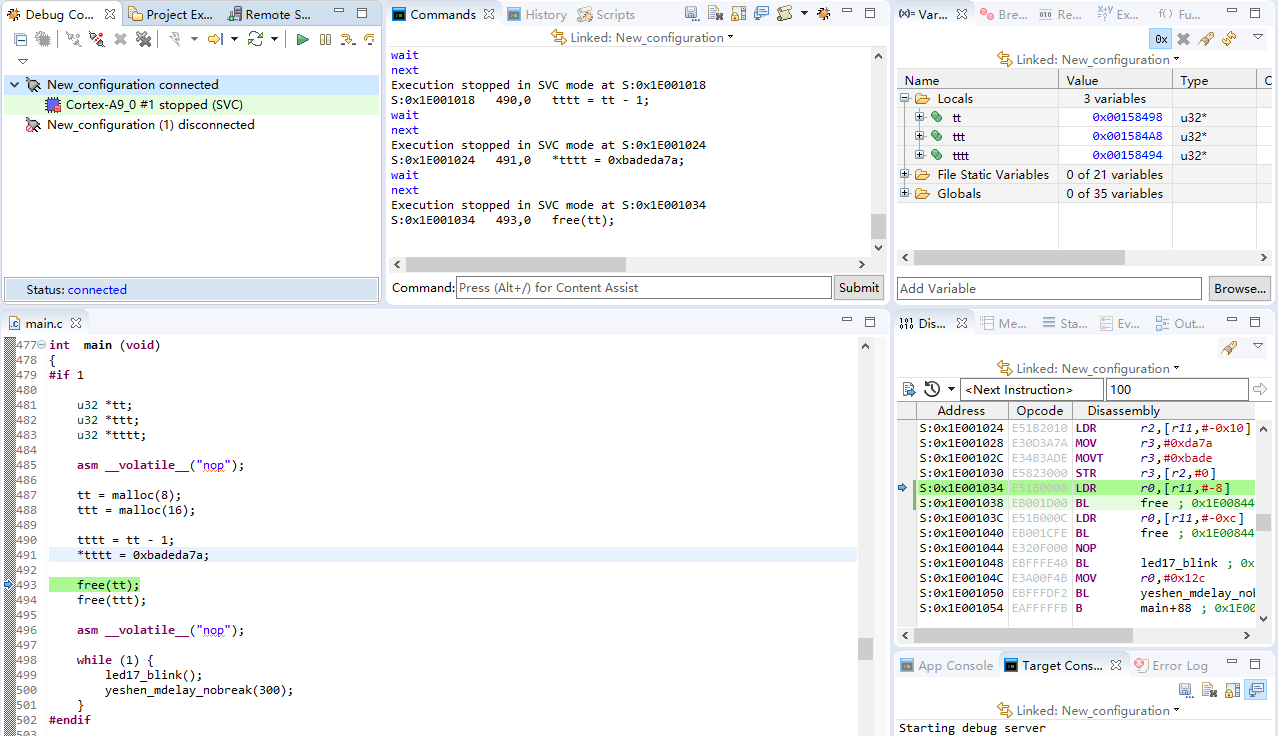 Debug Co... Project Ex... Remote S...
New_configuration connected
Cortex-A9_0 #1 stopped (SVC)
New_configuration (1) disconnected
Status: connected
Commands History Scripts
Linked: New_configuration
wait
next
Execution stopped in SVC mode at S:0x1E001018
S:0x1E001018 490,0 tttt = tt - 1;
wait
next
Execution stopped in SVC mode at S:0x1E001024
S:0x1E001024 491,0 *tttt = 0xbadeda7a;
wait
next
Execution stopped in SVC mode at S:0x1E001034
S:0x1E001034 493,0 free(tt);
Command: Press (Alt+/) for Content Assist Submit
(x)= Var... Bre... 010 Re... Ex... f() Fu...
0x
Linked: New_configuration
Name Value Type C
Locals 3 variables
tt 0x00158498 u32*
ttt 0x001584A8 u32*
tttt 0x00158494 u32*
File Static Variables 0 of 21 variables
Globals 0 of 35 variables
Add Variable Browse...
main.c
477 int main (void)
478 {
479 #if 1
480
481 u32 *tt;
482 u32 *ttt;
483 u32 *tttt;
484
485 asm __volatile__("nop");
486
487 tt = malloc(8);
488 ttt = malloc(16);
489
490 tttt = tt - 1;
491 *tttt = 0xbadeda7a;
492
493 free(tt);
494 free(ttt);
495
496 asm __volatile__("nop");
497
498 while (1) {
499 led17_blink();
500 yeshen_mdelay_nobreak(300);
501 }
502 #endif
503
Dis... Me... Sta... Ev... Out...
Linked: New_configuration
<Next Instruction> 100
Address Opcode Disassembly
S:0x1E001024 E51B2010 LDR r2,[r11,#-0x10]
S:0x1E001028 E30D3A7A MOV r3,#0xda7a
S:0x1E00102C E34B3ADE MOVT r3,#0xbade
S:0x1E001030 E5823000 STR r3,[r2,#0]
S:0x1E001034 E51B0008 LDR r0,[r11,#-8]
S:0x1E001038 EB001D00 BL free ; 0x1E00844
S:0x1E00103C E51B000C LDR r0,[r11,#-0xc]
S:0x1E001040 EB001CFE BL free ; 0x1E00844
S:0x1E001044 E320F000 NOP
S:0x1E001048 EBFFFE40 BL led17_blink ; 0x
S:0x1E00104C E3A00F4B MOV r0,#0x12c
S:0x1E001050 EBFFFDF2 BL yeshen_mdelay_nob
S:0x1E001054 EAFFFFFB B main+88 ; 0x1E00
App Console Target Cons... Error Log
Linked: New_configuration
Starting debug server